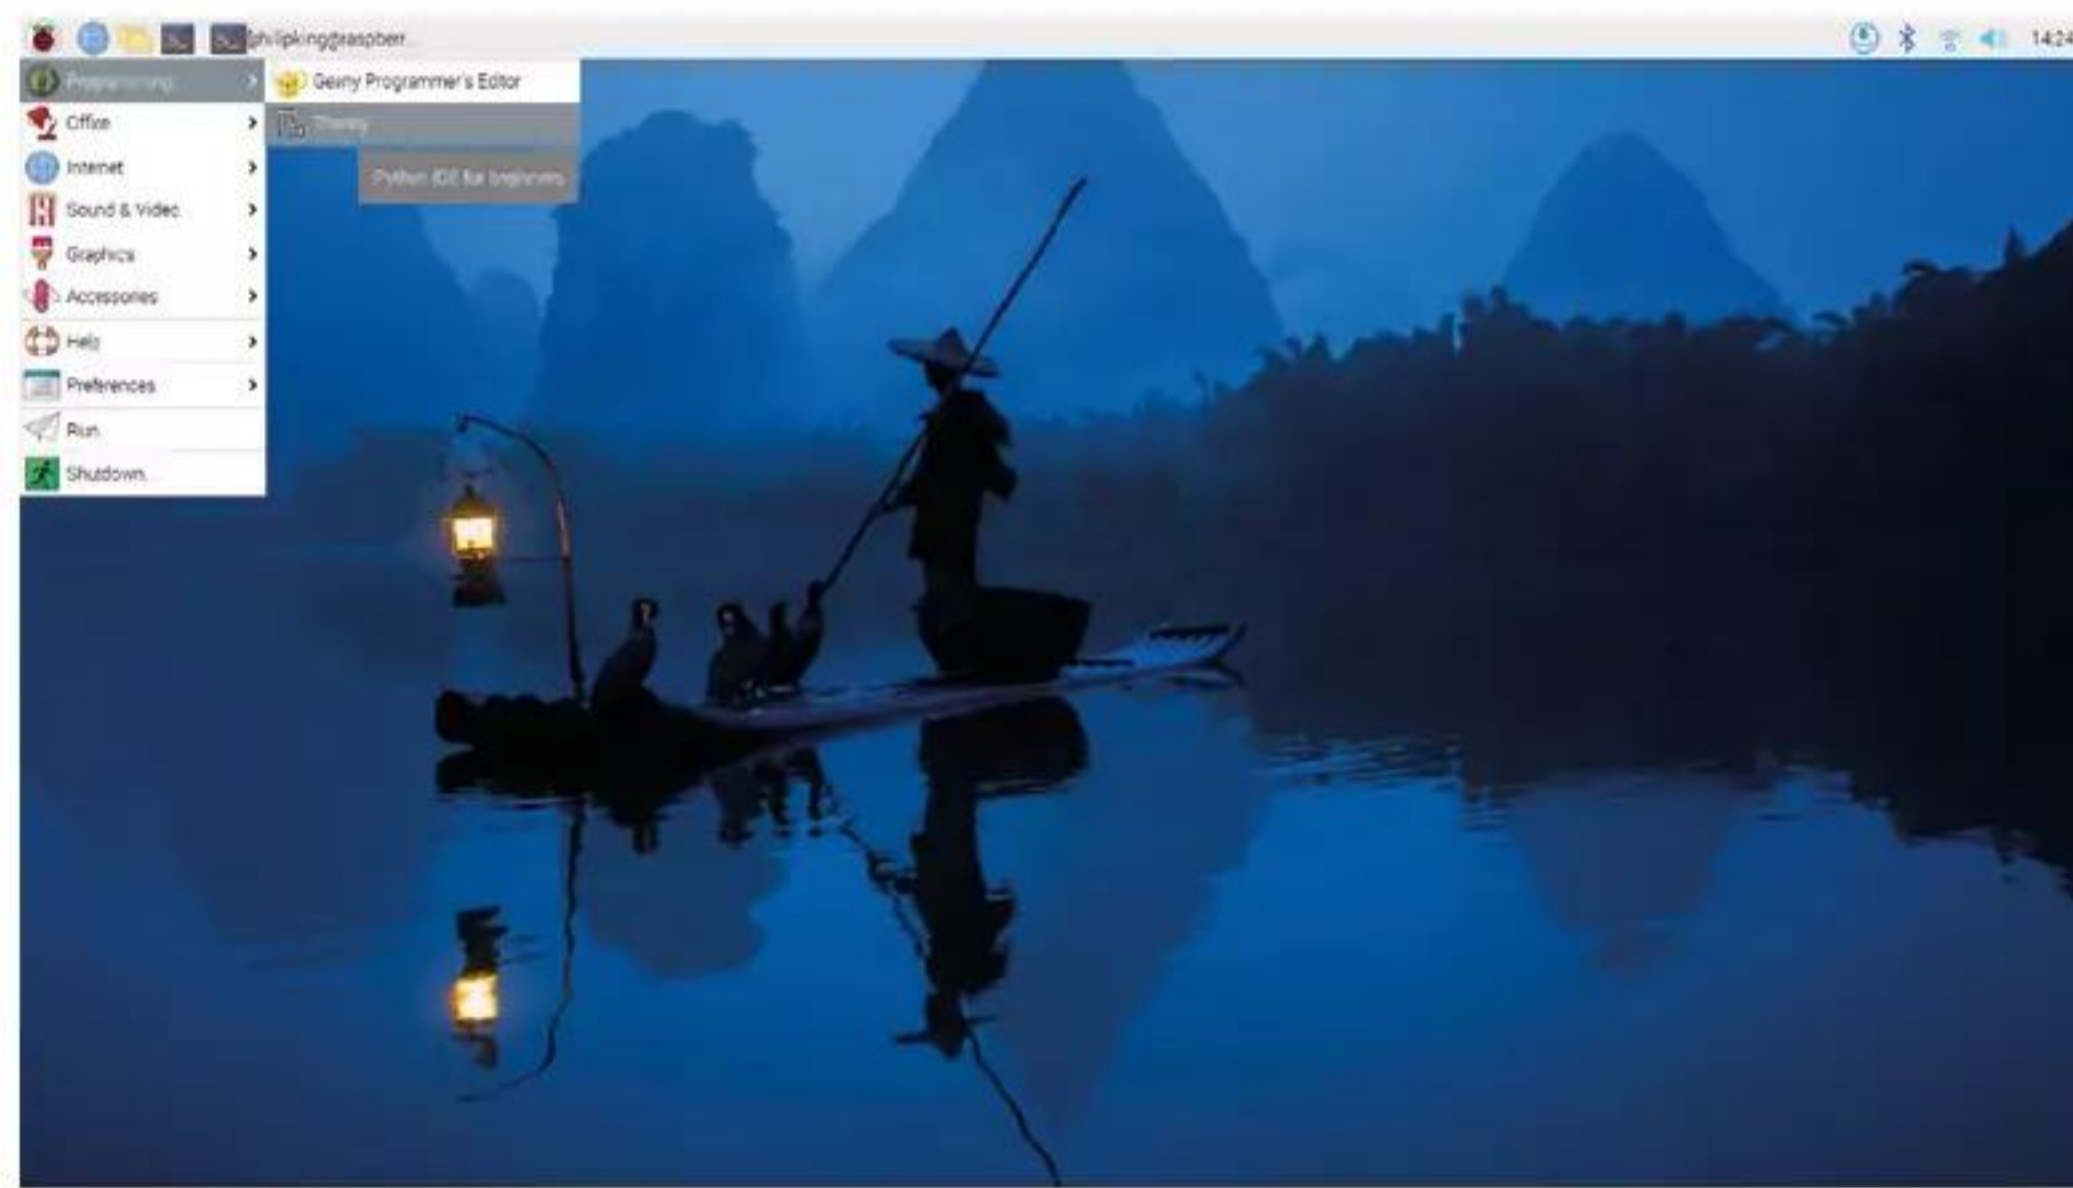 [philipking@raspberr...
14:24
Programming
Office
Internet
Sound & Video
Graphics
Accessories
Help
Preferences
Run...
Shutdown...
Geany Programmer's Editor
Thonny
Python IDE for beginners